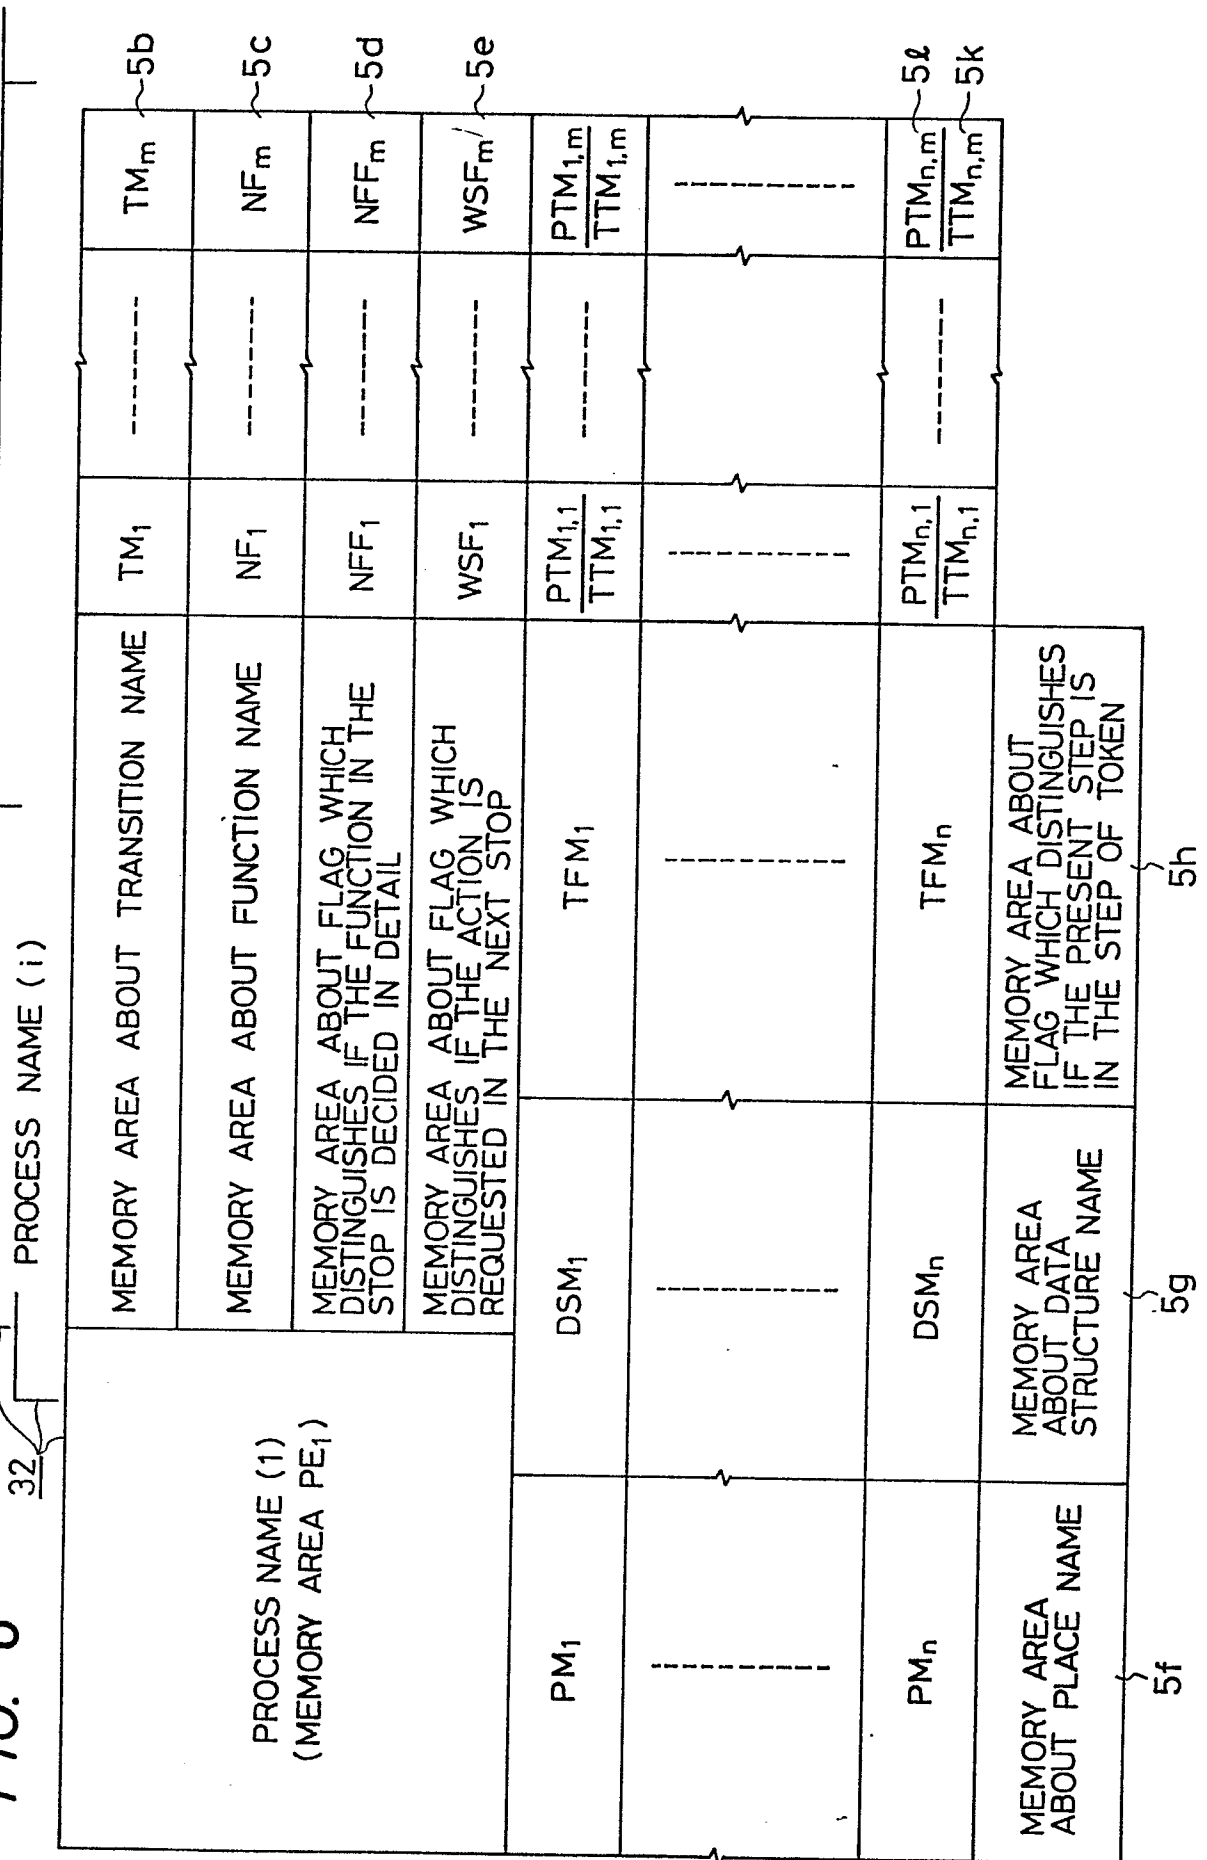 32
PROCESS NAME (i)
PROCESS NAME (1)
(MEMORY AREA PE1)
MEMORY AREA ABOUT TRANSITION NAME
TM1
TMm
5b
MEMORY AREA ABOUT FUNCTION NAME
NF1
NFm
5c
MEMORY AREA ABOUT FLAG WHICH
DISTINGUISHES IF THE FUNCTION IN THE
STOP IS DECIDED IN DETAIL
NFF1
NFFm
5d
MEMORY AREA ABOUT FLAG WHICH
DISTINGUISHES IF THE ACTION IS
REQUESTED IN THE NEXT STOP
WSF1
WSFm
5e
PM1
DSM1
TFM1
PTM1,1
TTM1,1
PTM1,m
TTM1,m
PMn
DSMn
TFMn
PTMn,1
TTMn,1
PTMn,m
TTMn,m
5ℓ
5k
MEMORY AREA
ABOUT PLACE NAME
MEMORY AREA
ABOUT DATA
STRUCTURE NAME
MEMORY AREA ABOUT
FLAG WHICH DISTINGUISHES
IF THE PRESENT STEP IS
IN THE STEP OF TOKEN
5f
5g
5h